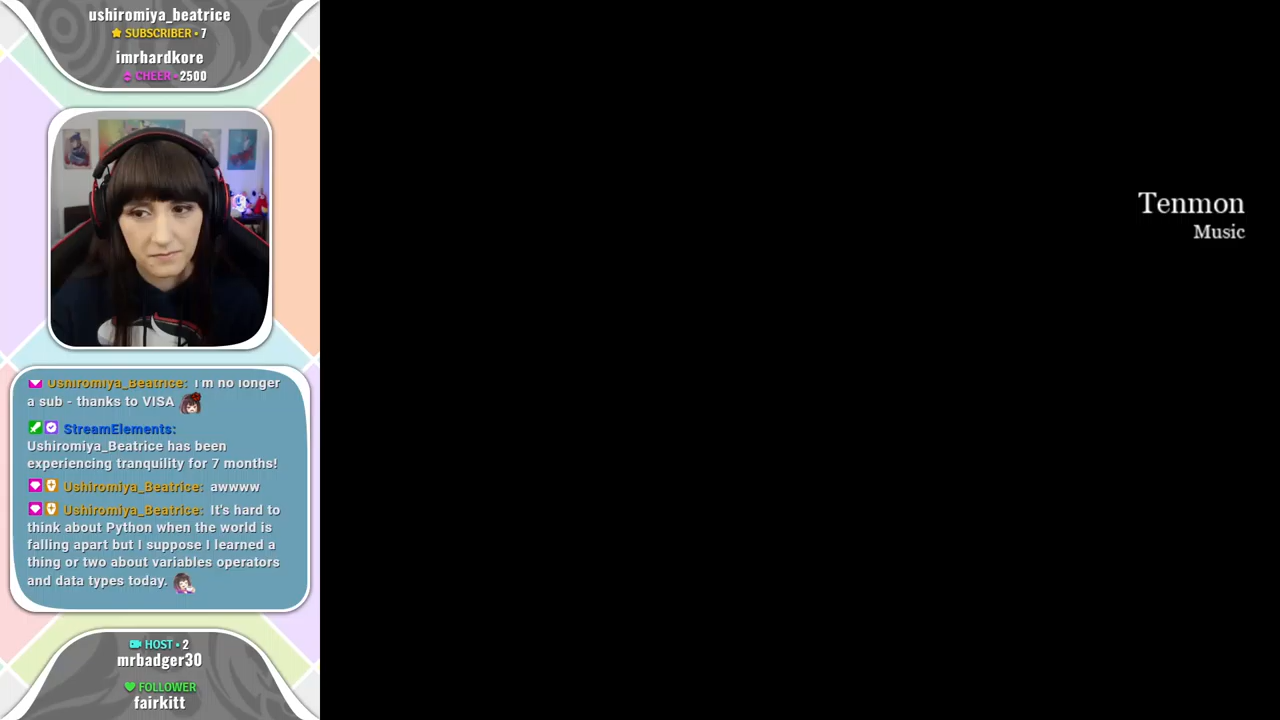 ushiromiya_beatrice
SUBSCRIBER • 7
imrhardkore
CHEER • 2500
Tenmon
Music
Ushiromiya_Beatrice: I'm no longer
a sub - thanks to VISA
StreamElements:
Ushiromiya_Beatrice has been
experiencing tranquility for 7 months!
Ushiromiya_Beatrice: awwww
Ushiromiya_Beatrice: It's hard to
think about Python when the world is
falling apart but I suppose I learned a
thing or two about variables operators
and data types today.
HOST • 2
mrbadger30
FOLLOWER
fairkitt